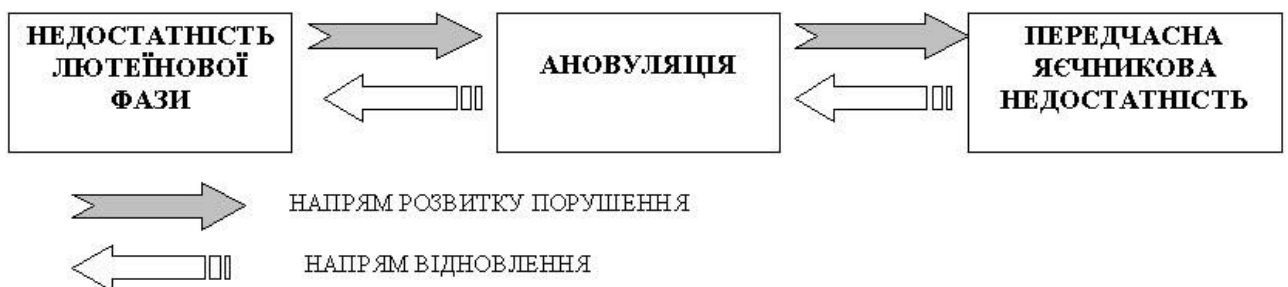 НЕДОСТАТНІСТЬ
ЛЮТЕЇНОВОЇ
ФАЗИ
АНОВУЛЯЦІЯ
ПЕРЕДЧАСНА
ЯЄЧНИКОВА
НЕДОСТАТНІСТЬ
НАПРЯМ РОЗВИТКУ ПОРУШЕННЯ
НАПРЯМ ВІДНОВЛЕННЯ